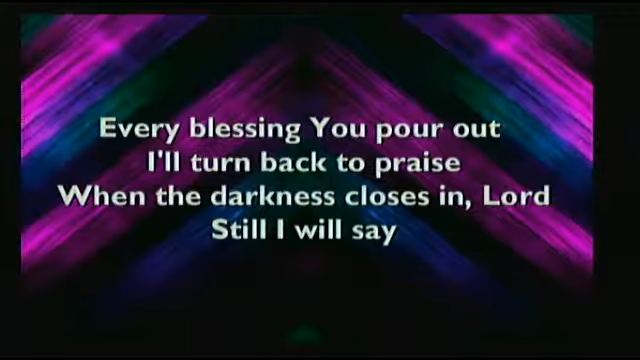 Every blessing You pour out
I'll turn back to praise
When the darkness closes in, Lord
Still I will say